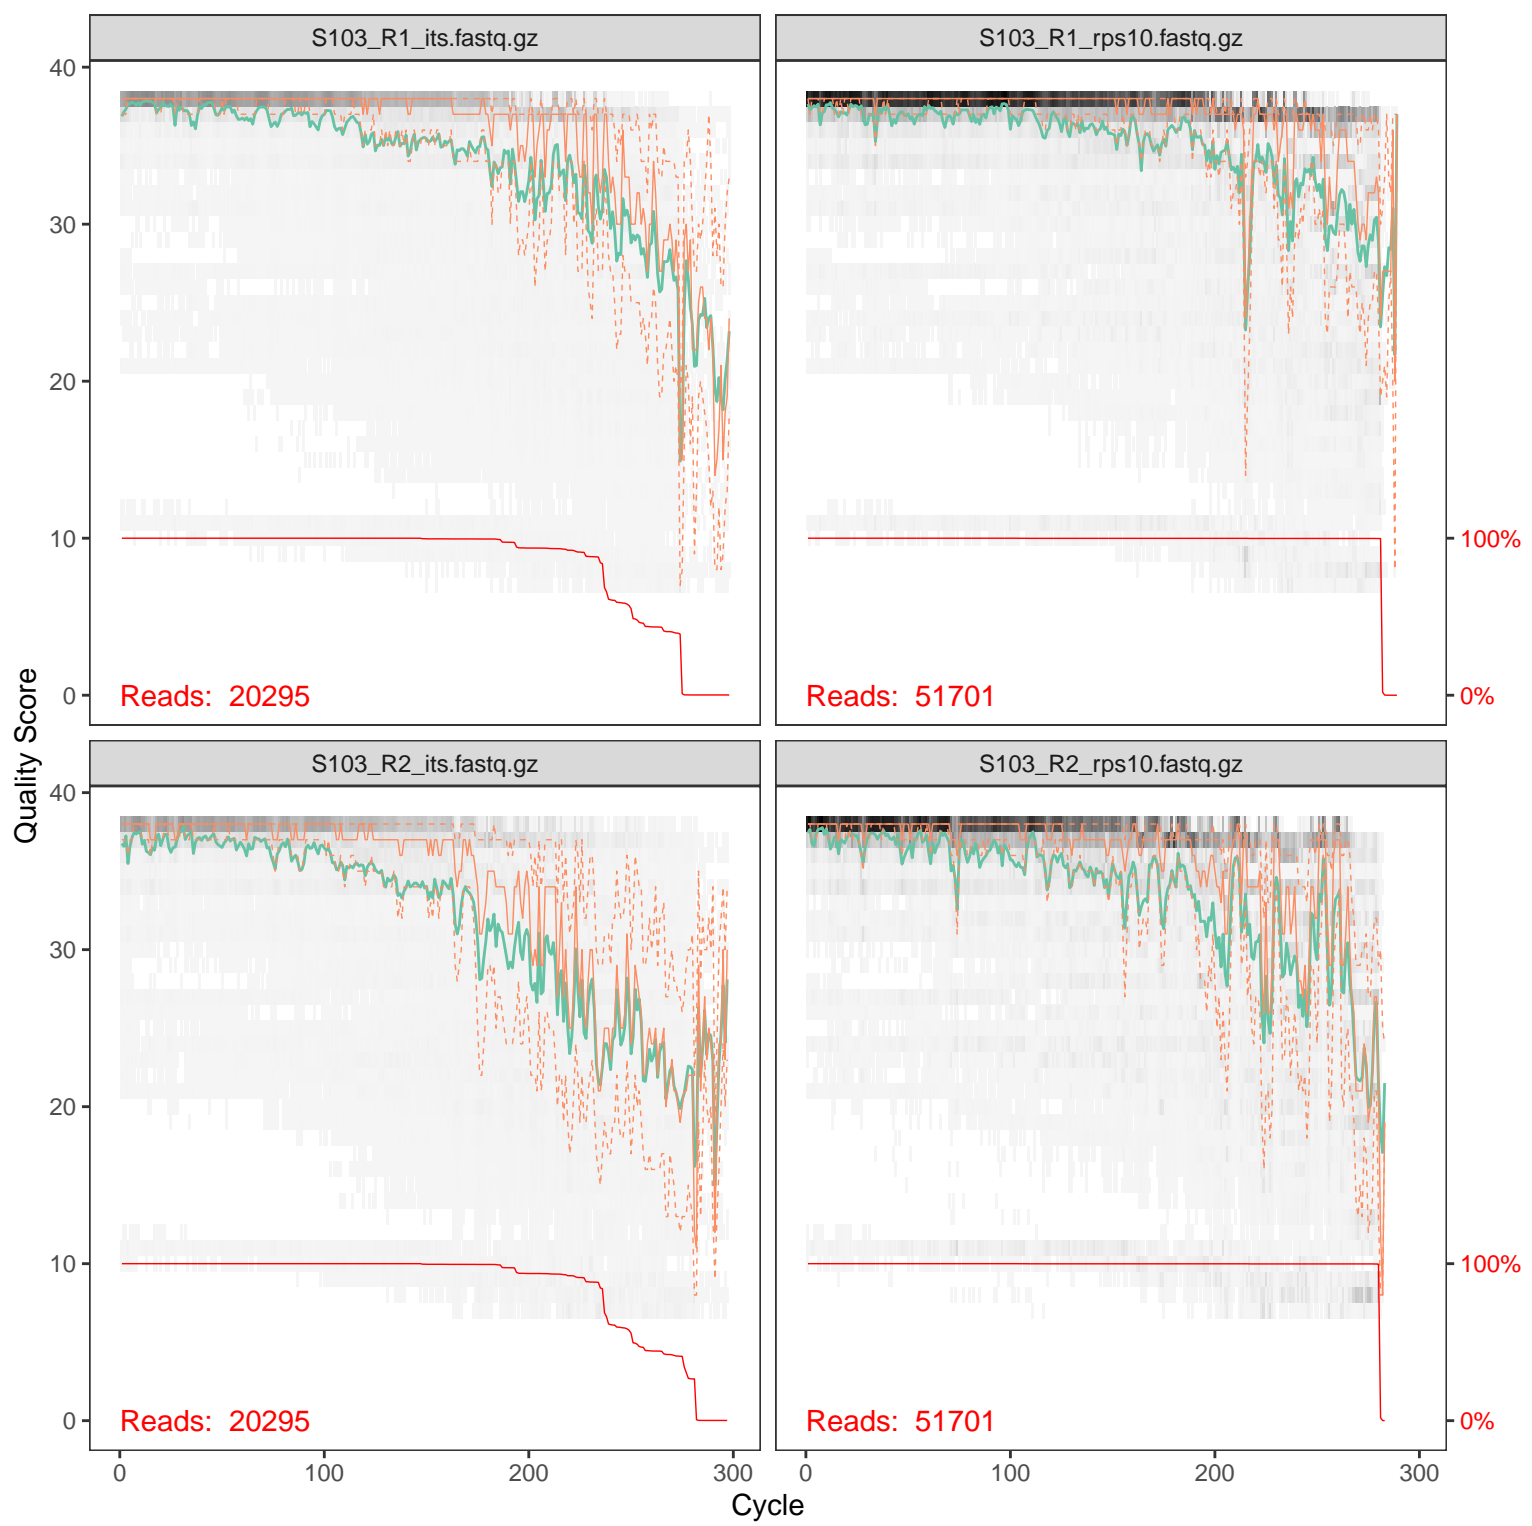 S103_R1_its.fastq.gz
S103_R1_rps10.fastq.gz
40
30
20
10
0
Reads: 20295
Reads: 51701
100%
0%
Quality Score
S103_R2_its.fastq.gz
S103_R2_rps10.fastq.gz
40
30
20
10
0
Reads: 20295
Reads: 51701
100%
0%
0 100 200 300
0 100 200 300
Cycle